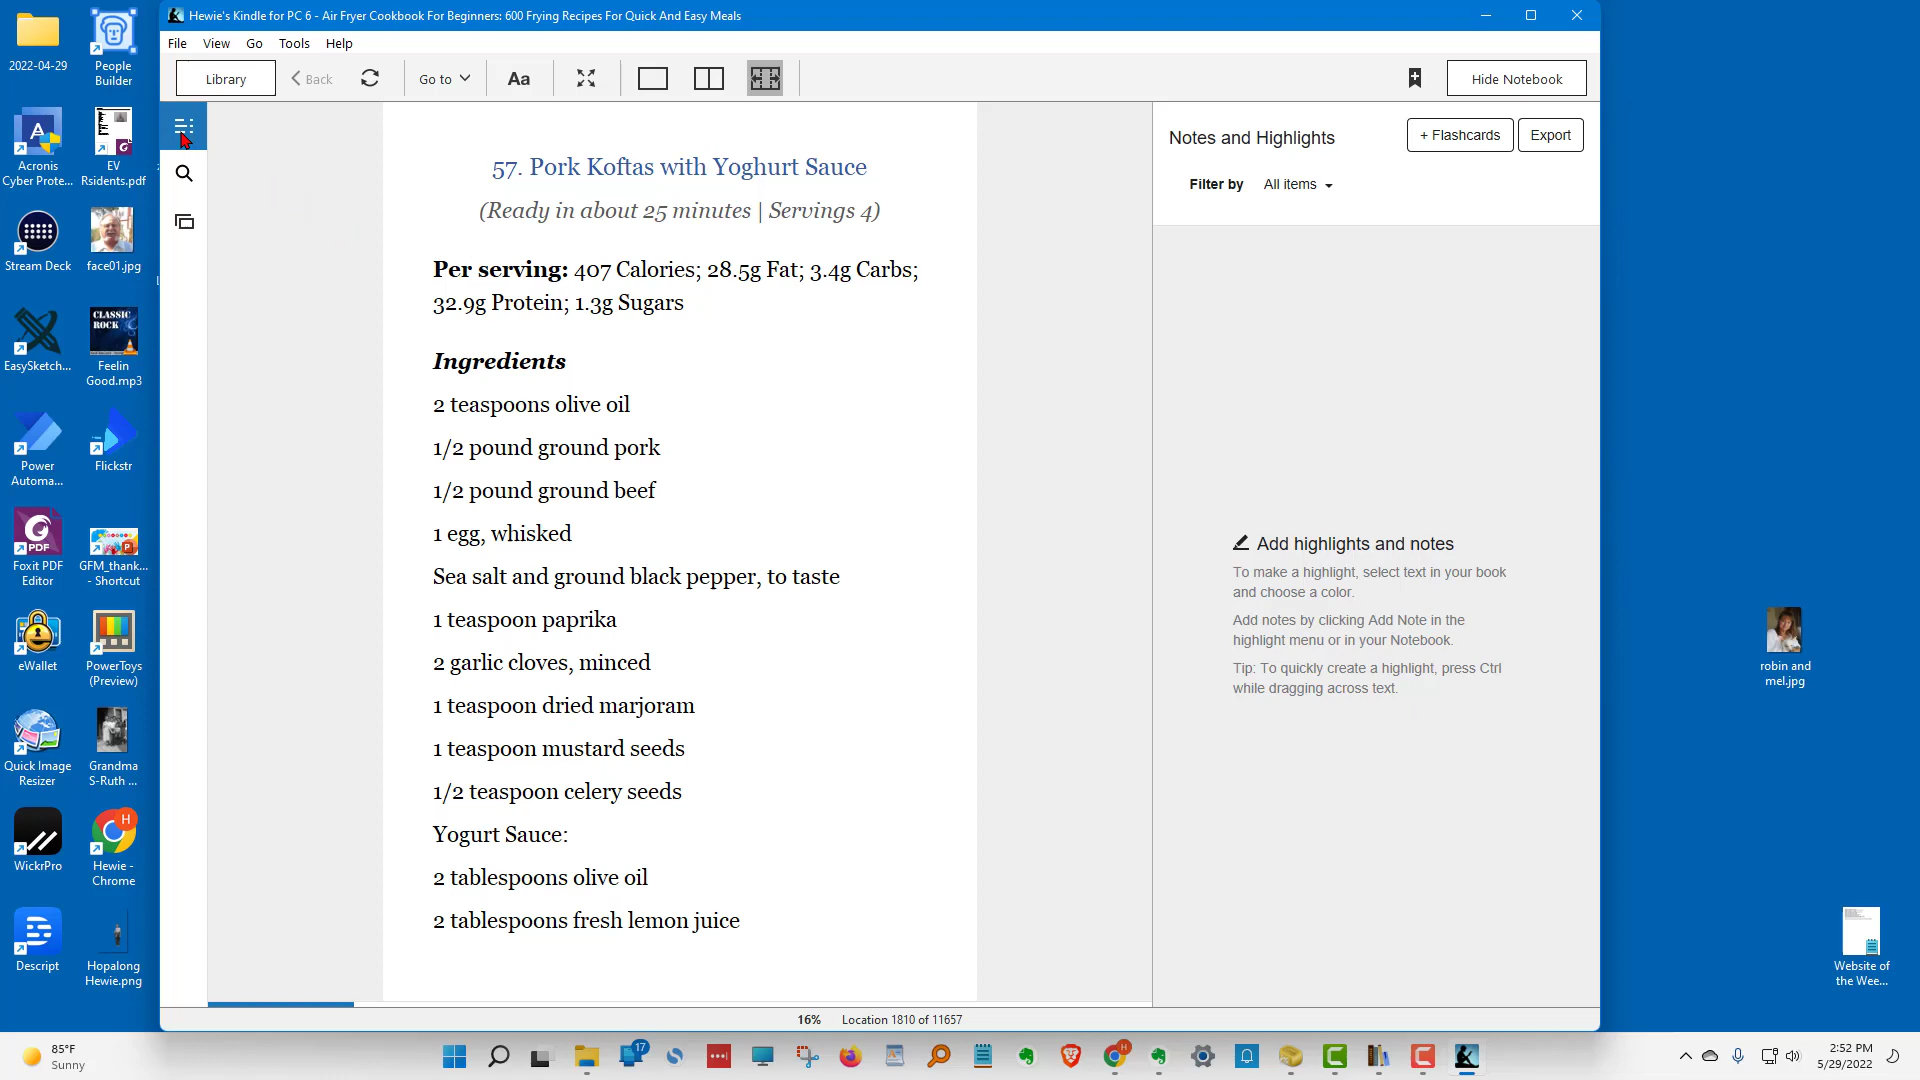 Hewie's Kindle for PC 6 - Air Fryer Cookbook For Beginners: 600 Frying Recipes For Quick And Easy Meals
File View Go Tools Help
Library
Back
Go to
Aa
Hide Notebook
57. Pork Koftas with Yoghurt Sauce
(Ready in about 25 minutes | Servings 4)
Per serving: 407 Calories; 28.5g Fat; 3.4g Carbs;
32.9g Protein; 1.3g Sugars
Ingredients
2 teaspoons olive oil
1/2 pound ground pork
1/2 pound ground beef
1 egg, whisked
Sea salt and ground black pepper, to taste
1 teaspoon paprika
2 garlic cloves, minced
1 teaspoon dried marjoram
1 teaspoon mustard seeds
1/2 teaspoon celery seeds
Yogurt Sauce:
2 tablespoons olive oil
2 tablespoons fresh lemon juice
16% Location 1810 of 11657
Notes and Highlights
+ Flashcards
Export
Filter by All items
Add highlights and notes
To make a highlight, select text in your book
and choose a color.
Add notes by clicking Add Note in the
highlight menu or in your Notebook.
Tip: To quickly create a highlight, press Ctrl
while dragging across text.
2022-04-29
People
Builder
Acronis
Cyber Prote...
EV
Rsidents.pdf
Stream Deck
face01.jpg
EasySketch...
CLASSIC
ROCK
Feelin
Good.mp3
Power
Automa...
Flickstr
PDF
Foxit PDF
Editor
GFM_thank...
- Shortcut
eWallet
PowerToys
(Preview)
Quick Image
Resizer
Grandma
S-Ruth ...
WickrPro
H
Hewie -
Chrome
Descript
Hopalong
Hewie.png
robin and
mel.jpg
Website of
the Wee...
85°F
Sunny
17
H
2:52 PM
5/29/2022